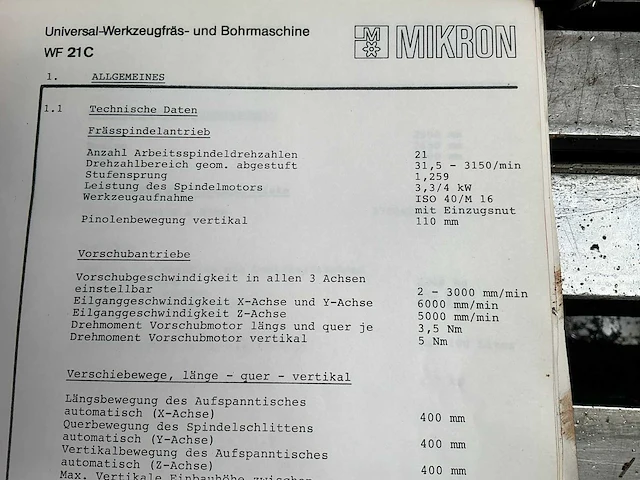 Universal-Werkzeugfräs- und Bohrmaschine
WF 21C
MIKRON
1. ALLGEMEINES
1.1 Technische Daten
Frässpindelantrieb
Anzahl Arbeitsspindeldrehzahlen 21
Drehzahlbereich geom. abgestuft 31,5 - 3150/min
Stufensprung 1,259
Leistung des Spindelmotors 3,3/4 kW
Werkzeugaufnahme ISO 40/M 16
mit Einzugsnut
Pinolenbewegung vertikal 110 mm
Vorschubantriebe
Vorschubgeschwindigkeit in allen 3 Achsen
einstellbar 2 - 3000 mm/min
Eilganggeschwindigkeit X-Achse und Y-Achse 6000 mm/min
Eilganggeschwindigkeit Z-Achse 5000 mm/min
Drehmoment Vorschubmotor längs und quer je 3,5 Nm
Drehmoment Vorschubmotor vertikal 5 Nm
Verschiebewege, länge - quer - vertikal
Längsbewegung des Aufspanntisches
automatisch (X-Achse) 400 mm
Querbewegung des Spindelschlittens
automatisch (Y-Achse) 400 mm
Vertikalbewegung des Aufspanntisches
automatisch (Z-Achse) 400 mm
Max. Vertikale Einbauhöhe zwischen